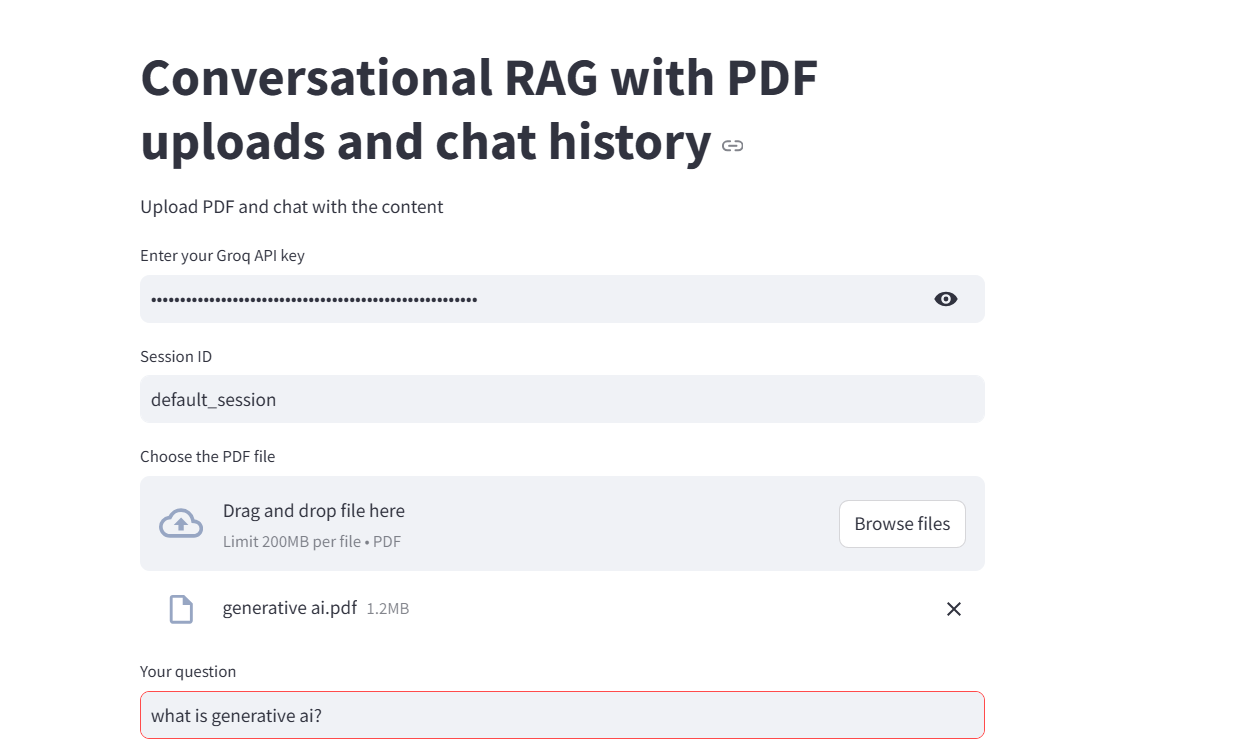 Conversational RAG with PDF
uploads and chat history
Upload PDF and chat with the content
Enter your Groq API key
••••••••••••••••••••••••••••••••••••••••••••••••••••••••
Session ID
default_session
Choose the PDF file
Drag and drop file here
Limit 200MB per file • PDF
Browse files
generative ai.pdf 1.2MB
Your question
what is generative ai?